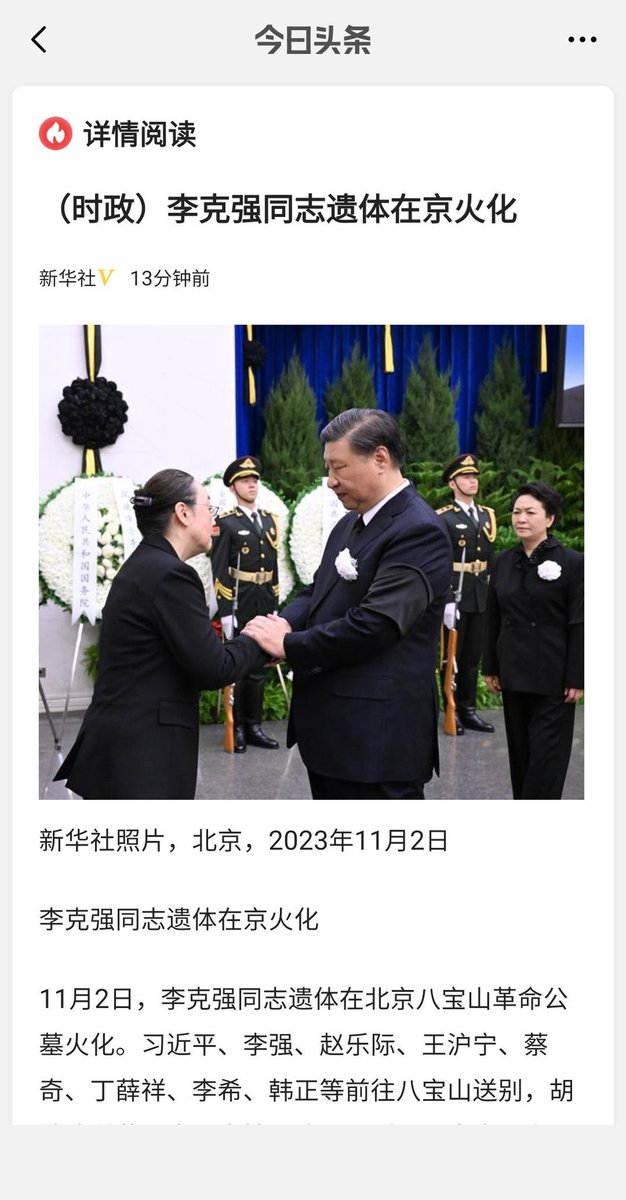 今日头条
详情阅读
（时政）李克强同志遗体在京火化
新华社V 13分钟前
中华人民共和国国务院
新华社照片，北京，2023年11月2日
李克强同志遗体在京火化
11月2日，李克强同志遗体在北京八宝山革命公
墓火化。习近平、李强、赵乐际、王沪宁、蔡
奇、丁薛祥、李希、韩正等前往八宝山送别，胡